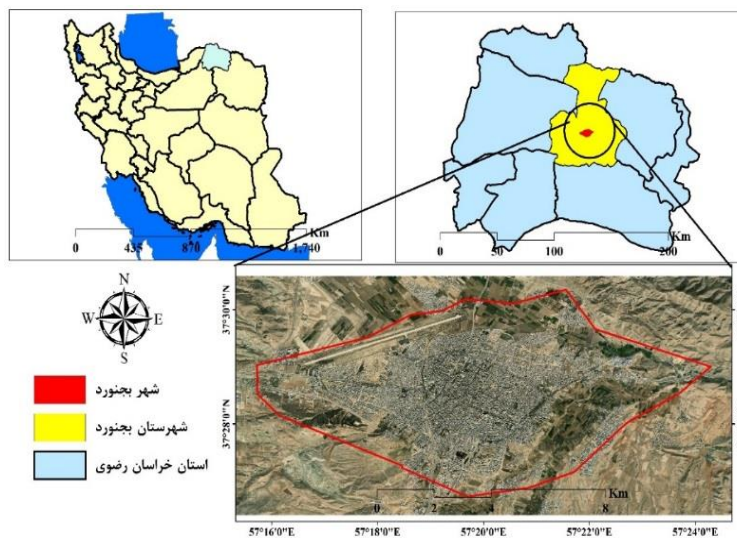 Km
0 435 870 1,740
Km
0 50 100 200
N
W E
S
شهر بجنورد
شهرستان بجنورد
استان خراسان رضوی
37°30'0"N
37°28'0"N
Km
0 2 4 8
57°16'0"E 57°18'0"E 57°20'0"E 57°22'0"E 57°24'0"E